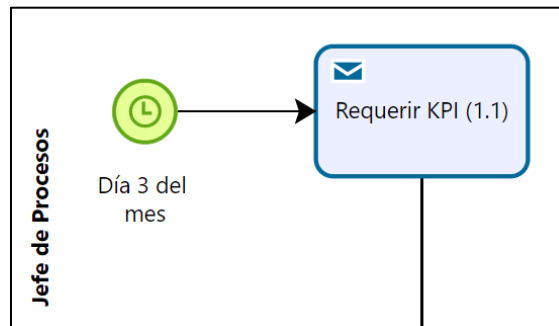 Jefe de Procesos
Día 3 del
mes
Requerir KPI (1.1)